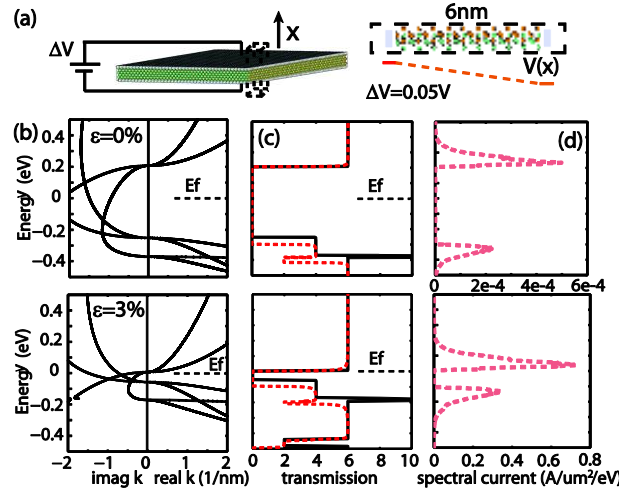 (a)
ΔV
X
6nm
V(x)
ΔV=0.05V
(b)
(c)
(d)
ε=0%
Energy (eV)
0.4
0.2
0
−0.2
−0.4
Ef
Ef
0
2e-4
4e-4
6e-4
ε=3%
Energy (eV)
0.4
0.2
0
−0.2
−0.4
Ef
Ef
−2 −1 0 1 2
0 2 4 6 8 10
0 0.2 0.4 0.6 0.8
imag k real k (1/nm)
transmission
spectral current (A/um²/eV)